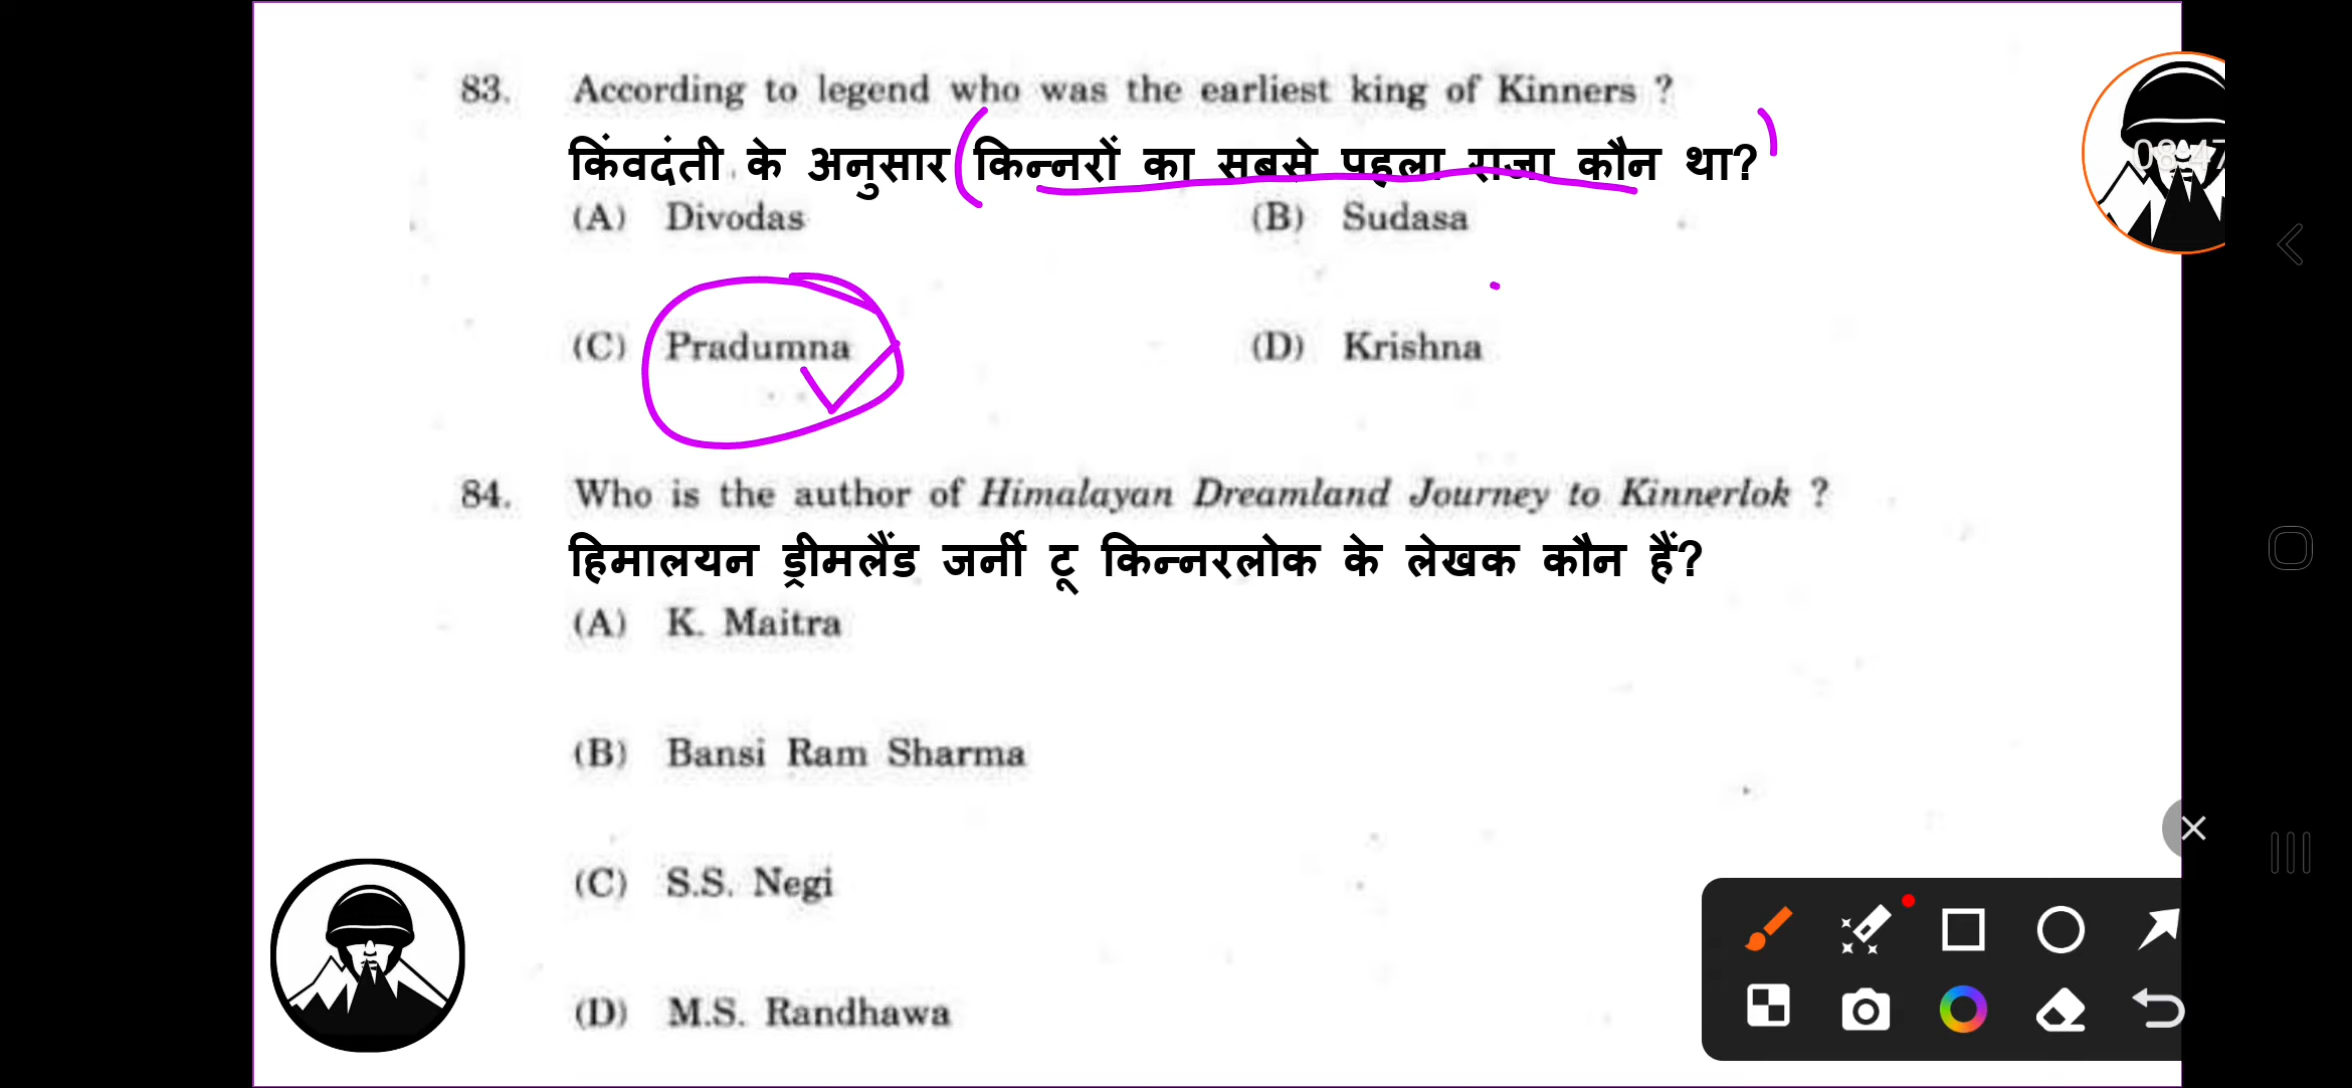 83. According to legend who was the earliest king of Kinners ?
किंवदंती के अनुसार किन्नरों का सबसे पहला राजा कौन था?
(A) Divodas (B) Sudasa
(C) Pradumna (D) Krishna
84. Who is the author of Himalayan Dreamland Journey to Kinnerlok ?
हिमालयन ड्रीमलैंड जर्नी टू किन्नरलोक के लेखक कौन हैं?
(A) K. Maitra
(B) Bansi Ram Sharma
(C) S.S. Negi
(D) M.S. Randhawa